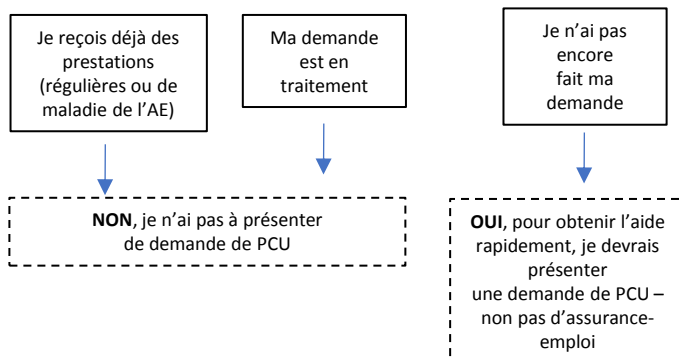 Je reçois déjà des
prestations
(régulières ou de
maladie de l’AE)
Ma demande
est en
traitement
Je n’ai pas
encore
fait ma
demande
NON, je n’ai pas à présenter
de demande de PCU
OUI, pour obtenir l’aide
rapidement, je devrais
présenter
une demande de PCU –
non pas d’assurance-
emploi